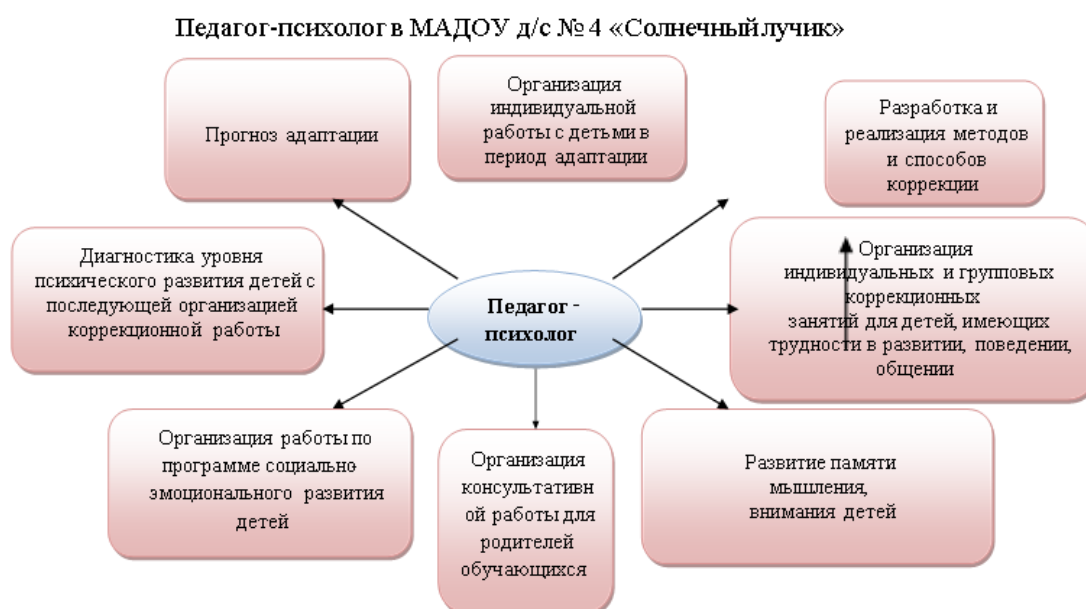 Педагог-психолог в МАДОУ д/с № 4 «Солнечный лучик»
Прогноз адаптации
Организация
индивидуальной
работы с детьми в
период адаптации
Разработка и
реализация методов
и способов
коррекции
Диагностика уровня
психического развития детей с
последующей организацией
коррекционной работы
Педагог -
психолог
Организация
индивидуальных и групповых
коррекционных
занятий для детей, имеющих
трудности в развитии, поведении,
общении
Организация работы по
программе социально
эмоционального развития
детей
Организация
консультативн
ой работы для
родителей
обучающихся
Развитие памяти
мышления,
внимания детей